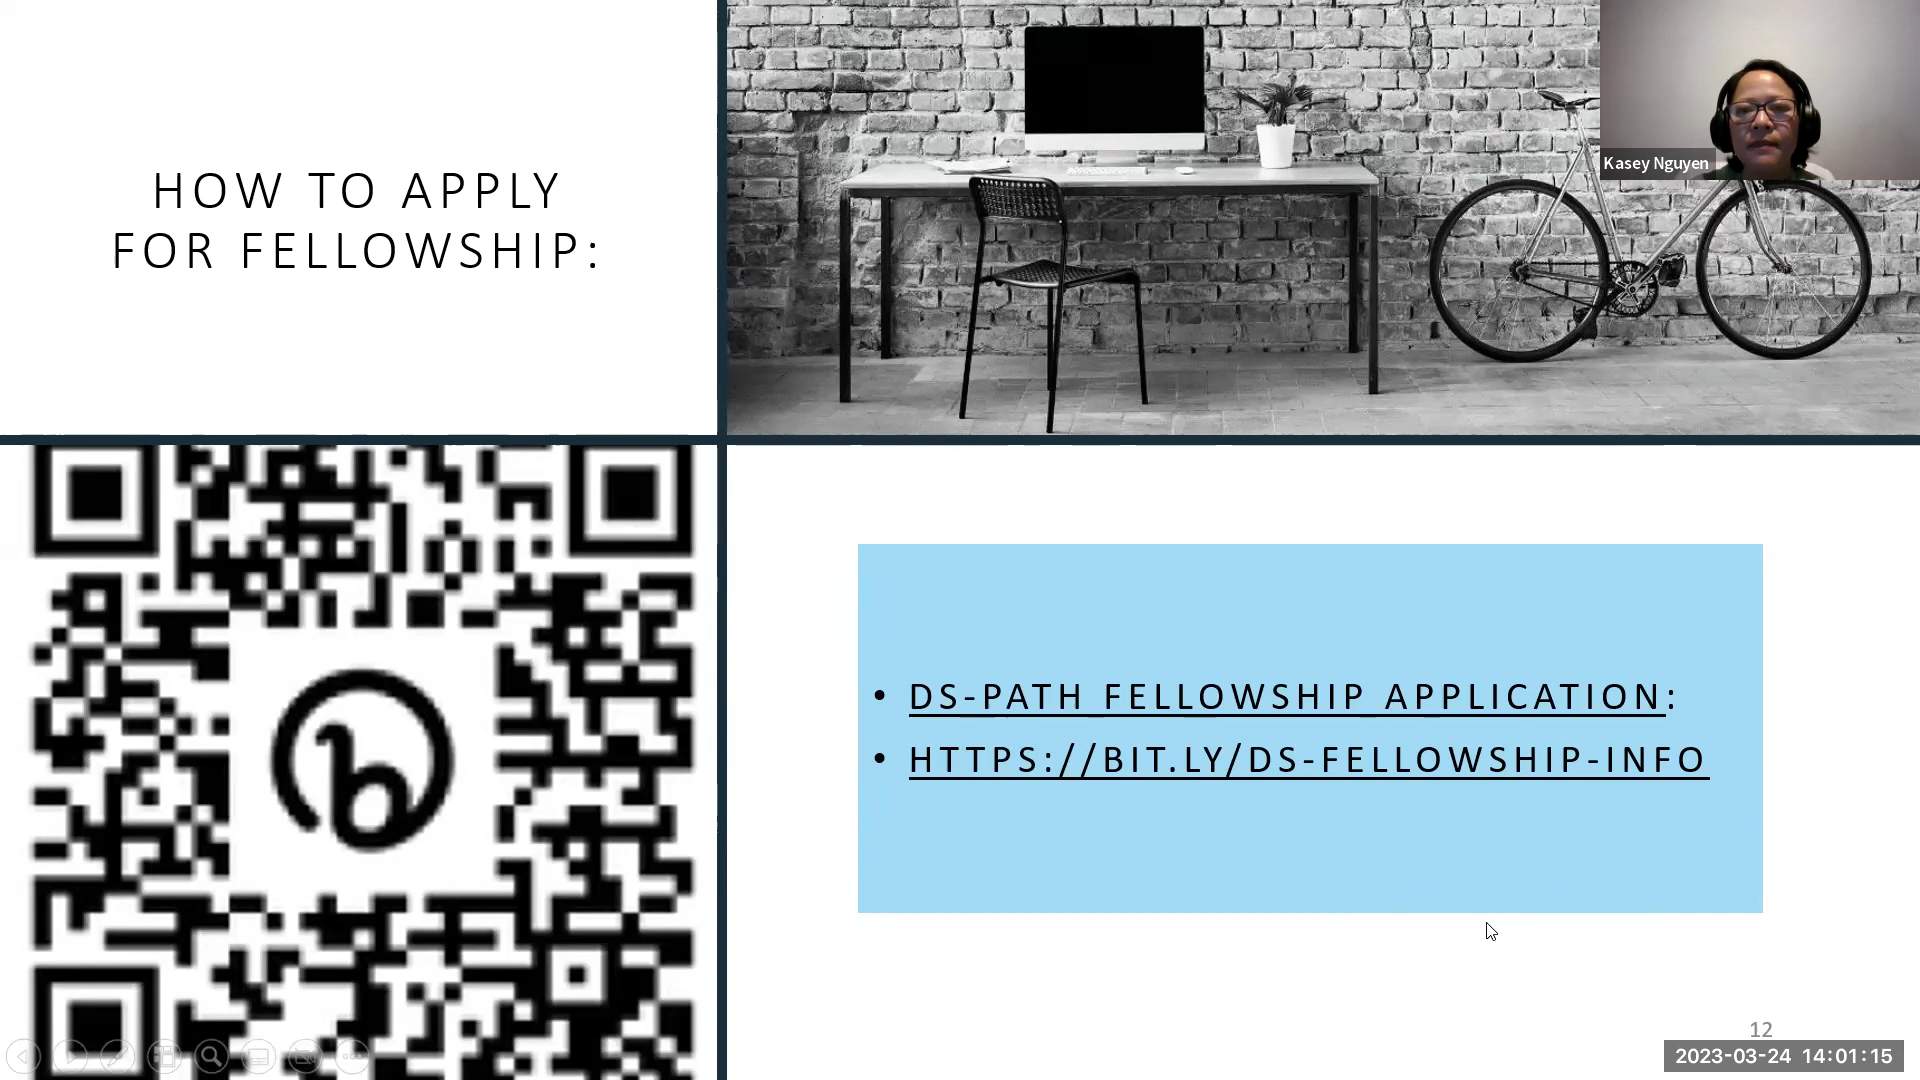 HOW TO APPLY
FOR FELLOWSHIP:
Kasey Nguyen
• DS-PATH FELLOWSHIP APPLICATION:
• HTTPS://BIT.LY/DS-FELLOWSHIP-INFO
12
2023-03-24 14:01:15